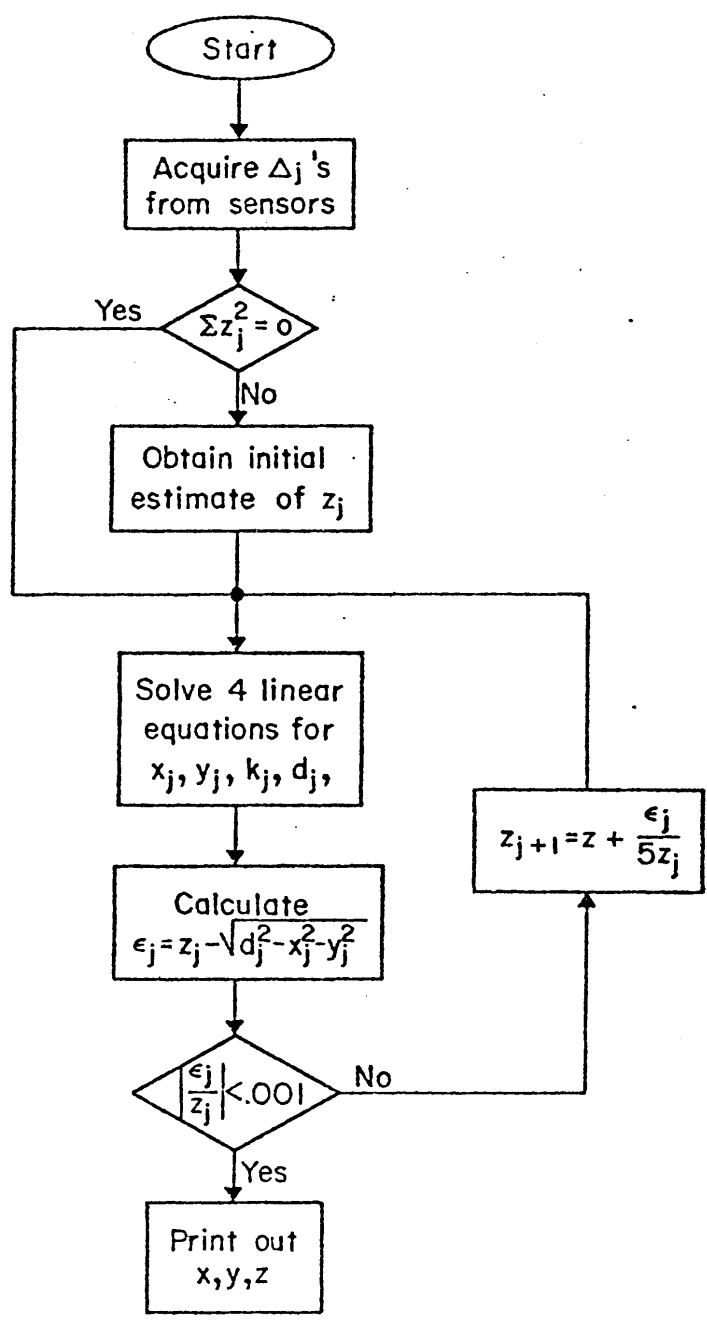 Start
Acquire Δj's
from sensors
Yes
Σzj² = 0
No
Obtain initial
estimate of zj
Solve 4 linear
equations for
xj, yj, kj, dj,
zj+1 = z + ϵj/5zj
Calculate
ϵj = zj - √dj² - xj² - yj²
|ϵj/zj| < .001
No
Yes
Print out
x, y, z